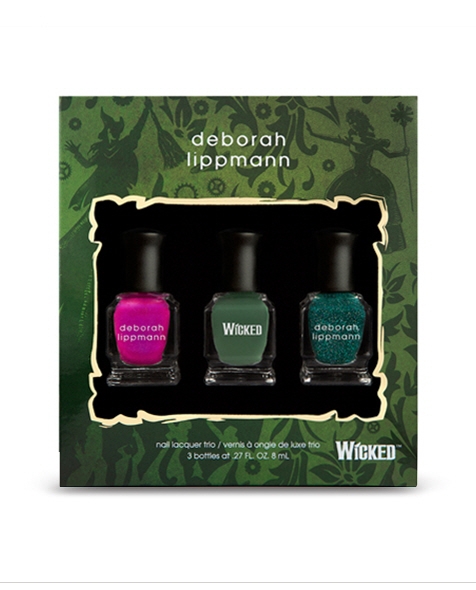 deborah
lippmann
deborah
lippmann
WICKED
deborah
lippmann
nail lacquer trio / vernis à ongle de luxe trio
3 bottles at .27 FL. OZ. 8 mL
WICKED™